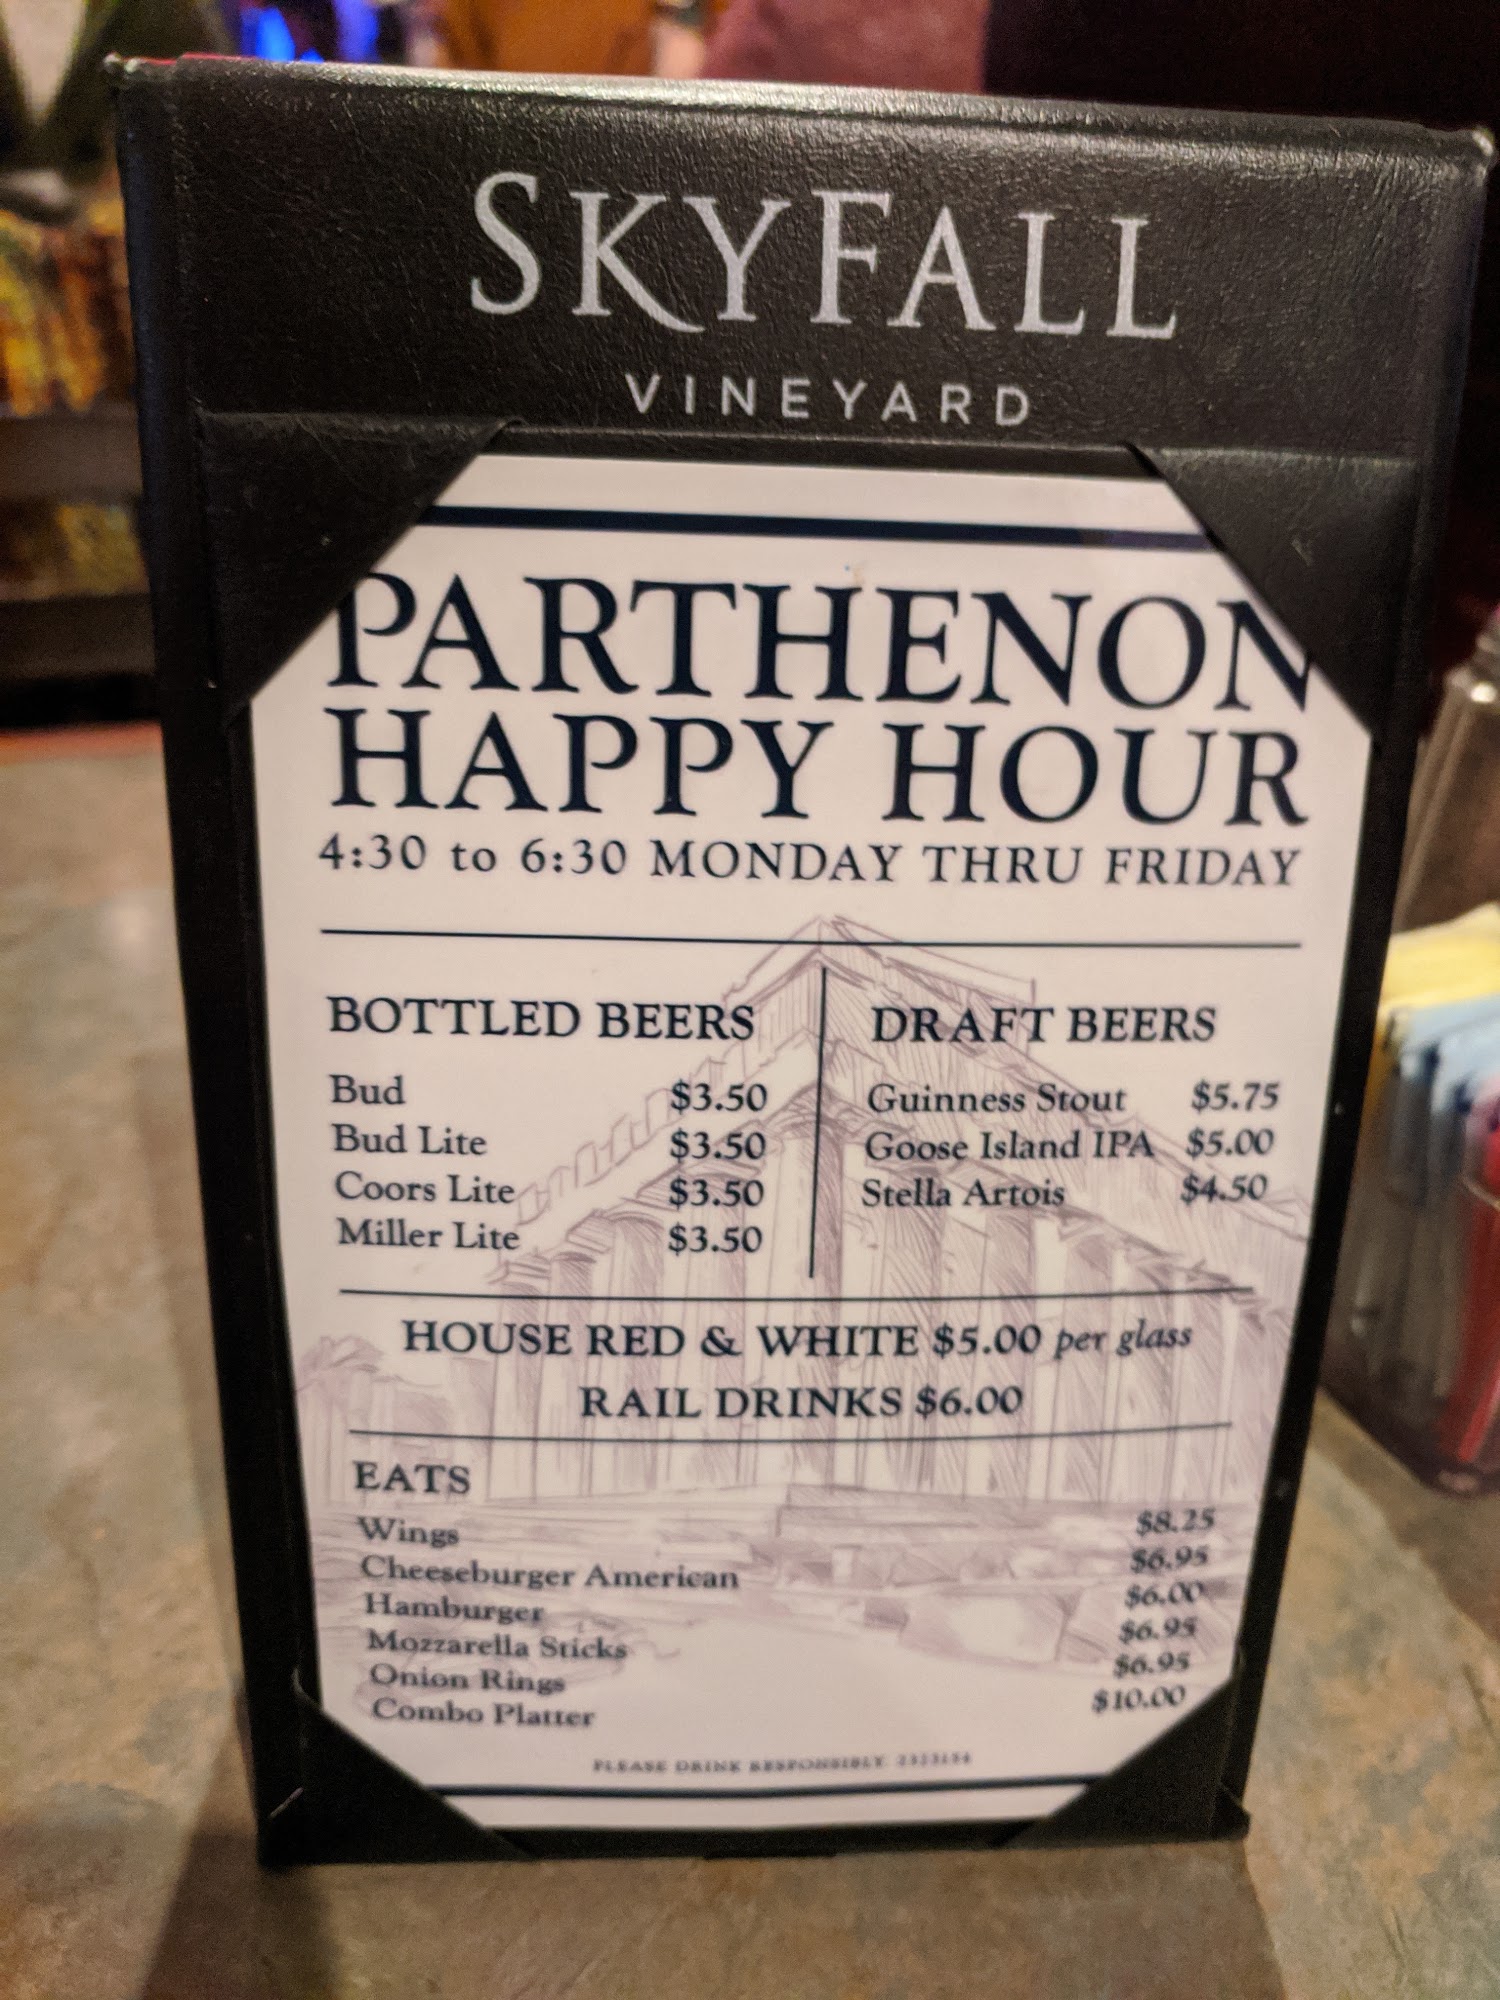 SKYFALL
VINEYARD
PARTHENON
HAPPY HOUR
4:30 to 6:30 MONDAY THRU FRIDAY
BOTTLED BEERS
Bud $3.50
Bud Lite $3.50
Coors Lite $3.50
Miller Lite $3.50
DRAFT BEERS
Guinness Stout $5.75
Goose Island IPA $5.00
Stella Artois $4.50
HOUSE RED & WHITE $5.00 per glass
RAIL DRINKS $6.00
EATS
Wings $8.25
Cheeseburger American $6.95
Hamburger $6.00
Mozzarella Sticks $6.95
Onion Rings $6.95
Combo Platter $10.00
PLEASE DRINK RESPONSIBLY.